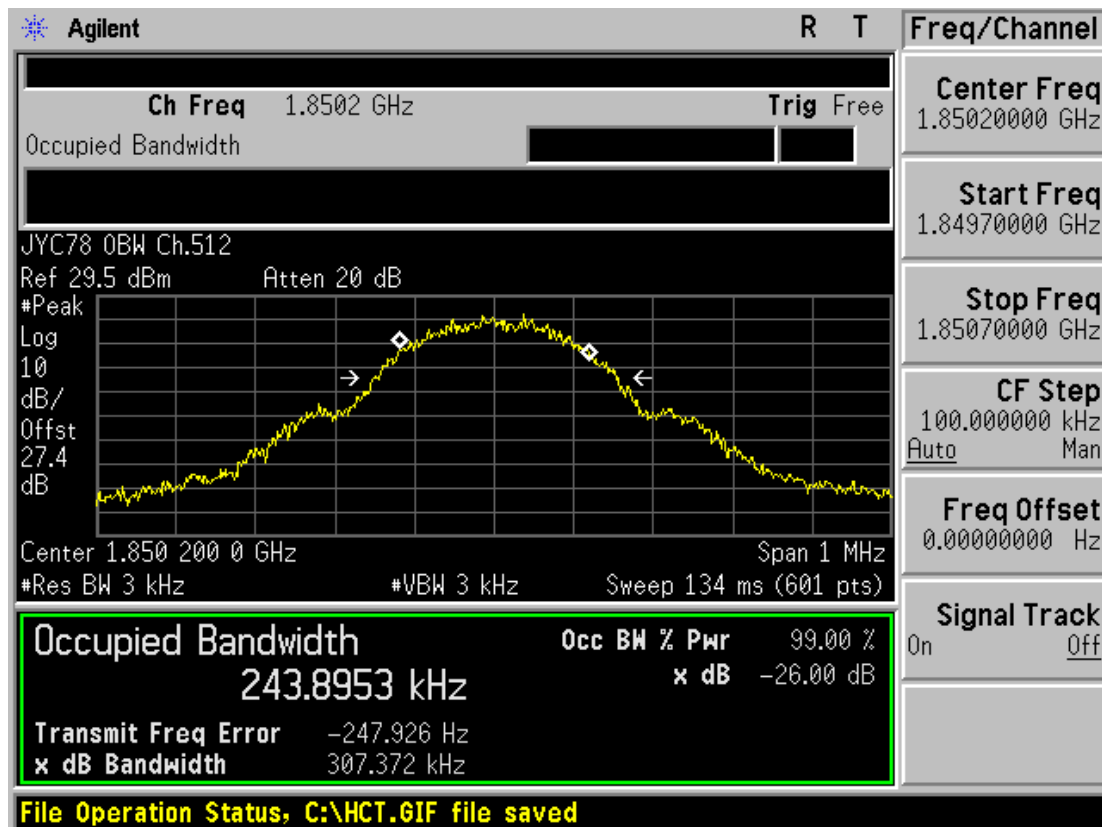 Agilent R T
Ch Freq 1.8502 GHz Trig Free
Occupied Bandwidth
JYC78 OBW Ch.512
Ref 29.5 dBm Atten 20 dB
#Peak
Log
10
dB/
Offst
27.4
dB
Center 1.850 200 0 GHz Span 1 MHz
#Res BW 3 kHz #VBW 3 kHz Sweep 134 ms (601 pts)
Occupied Bandwidth
243.8953 kHz
Occ BW % Pwr 99.00 %
x dB -26.00 dB
Transmit Freq Error -247.926 Hz
x dB Bandwidth 307.372 kHz
File Operation Status, C:\HCT.GIF file saved
Freq/Channel
Center Freq
1.85020000 GHz
Start Freq
1.84970000 GHz
Stop Freq
1.85070000 GHz
CF Step
100.000000 kHz
Auto Man
Freq Offset
0.00000000 Hz
Signal Track
On Off